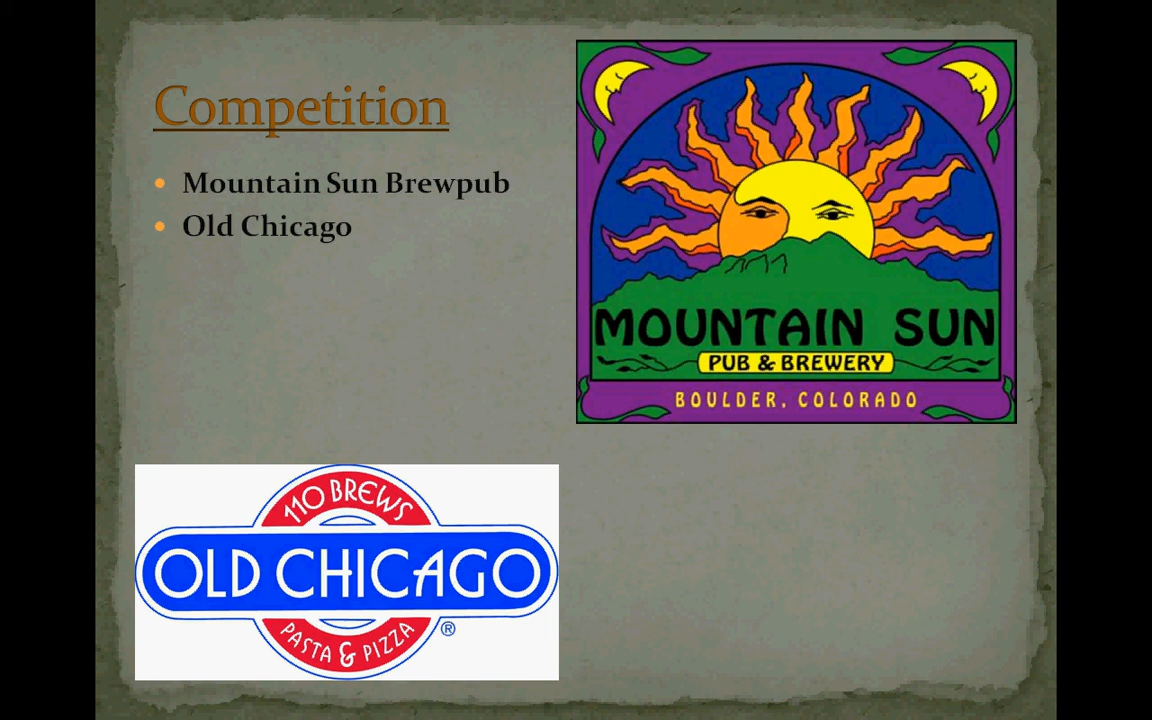 Competition
Mountain Sun Brewpub
Old Chicago
MOUNTAIN SUN
PUB & BREWERY
BOULDER, COLORADO
110 BREWS
OLD CHICAGO
®
PASTA & PIZZA